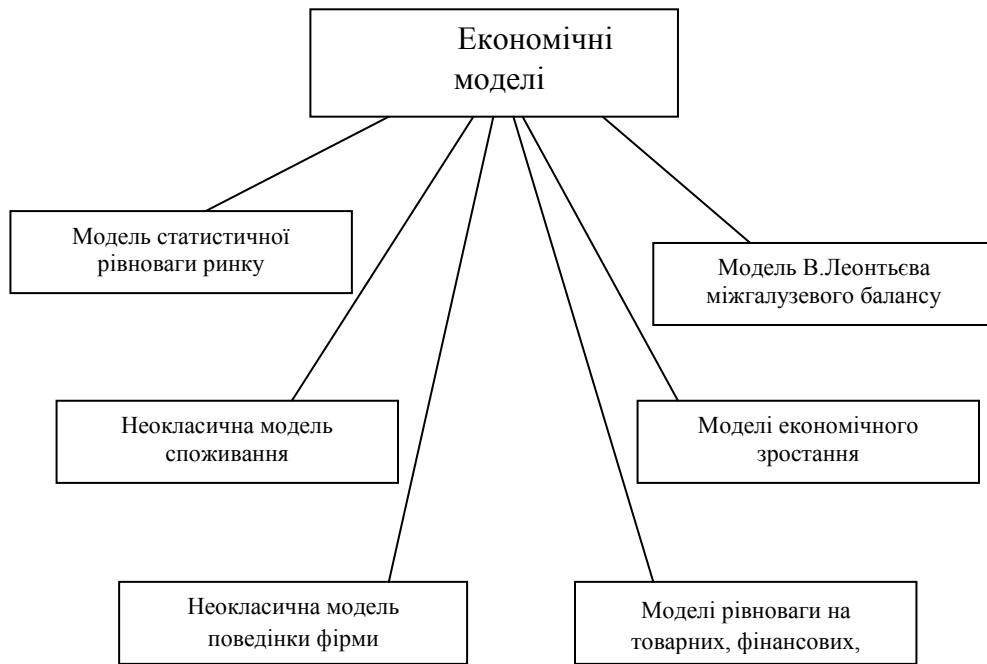 Економічні
моделі
Модель статистичної
рівноваги ринку
Модель В.Леонтьєва
міжгалузевого балансу
Неокласична модель
споживання
Моделі економічного
зростання
Неокласична модель
поведінки фірми
Моделі рівноваги на
товарних, фінансових,